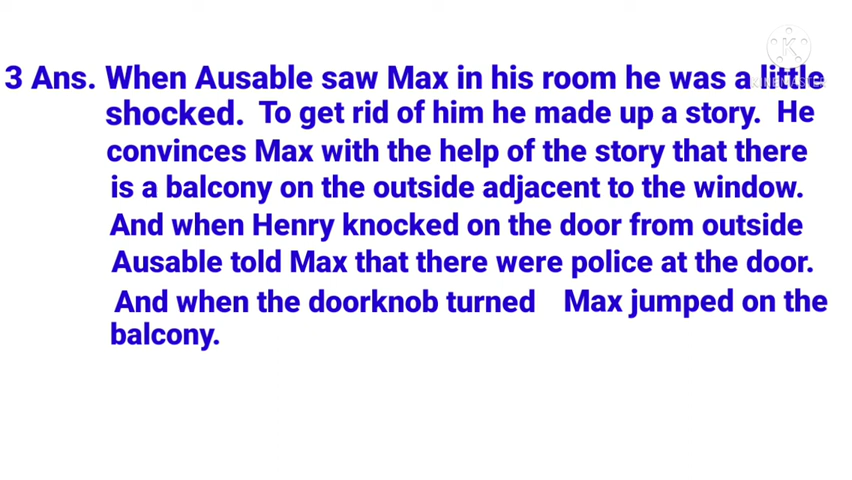 3 Ans. When Ausable saw Max in his room he was a little
shocked. To get rid of him he made up a story. He
convinces Max with the help of the story that there
is a balcony on the outside adjacent to the window.
And when Henry knocked on the door from outside
Ausable told Max that there were police at the door.
And when the doorknob turned Max jumped on the
balcony.